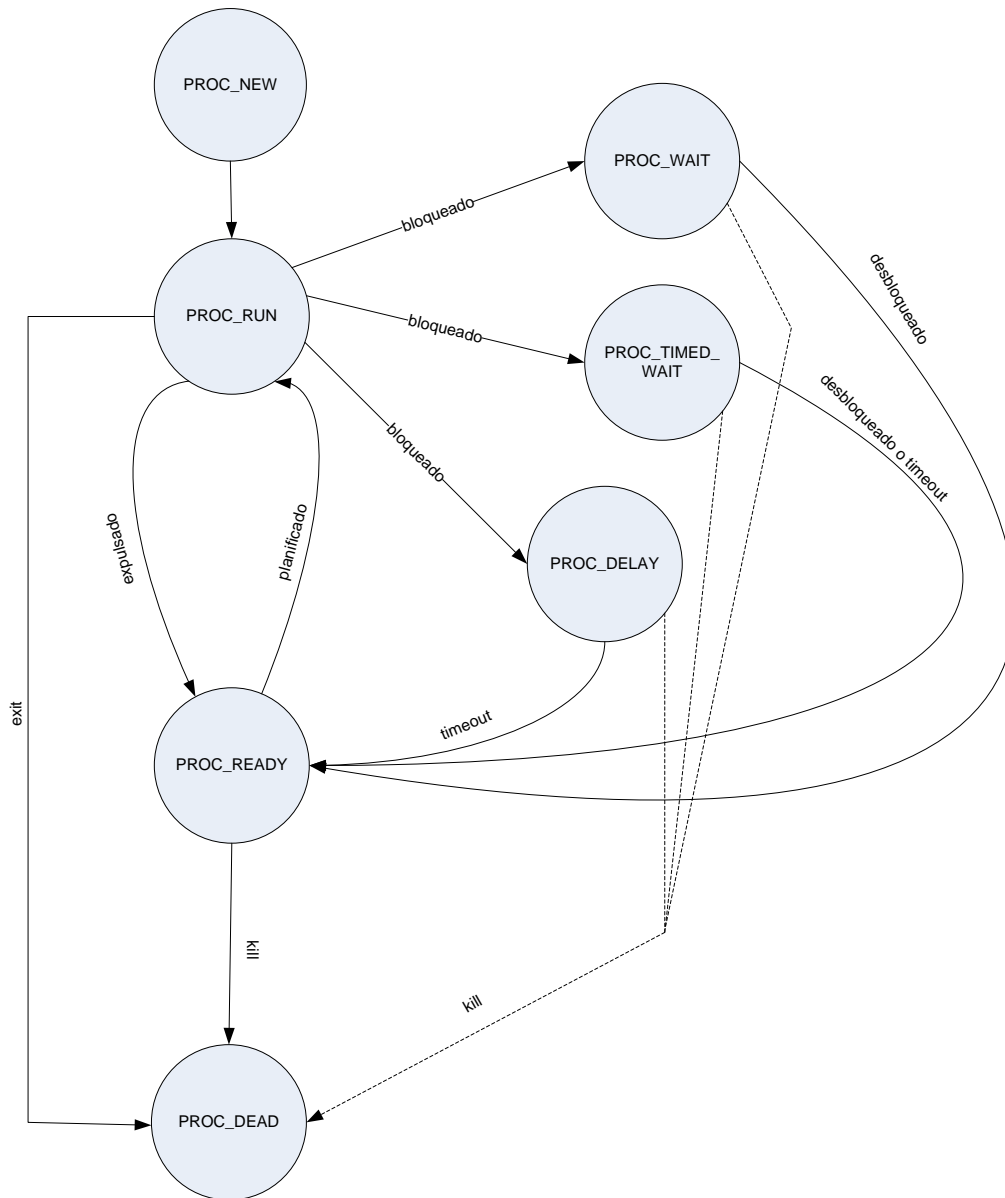 PROC_NEW
PROC_WAIT
bloqueado
desbloqueado
PROC_RUN
bloqueado
PROC_TIMED_
WAIT
desbloqueado o timeout
bloqueado
expulsado
planificado
PROC_DELAY
exit
timeout
PROC_READY
kill
kill
PROC_DEAD